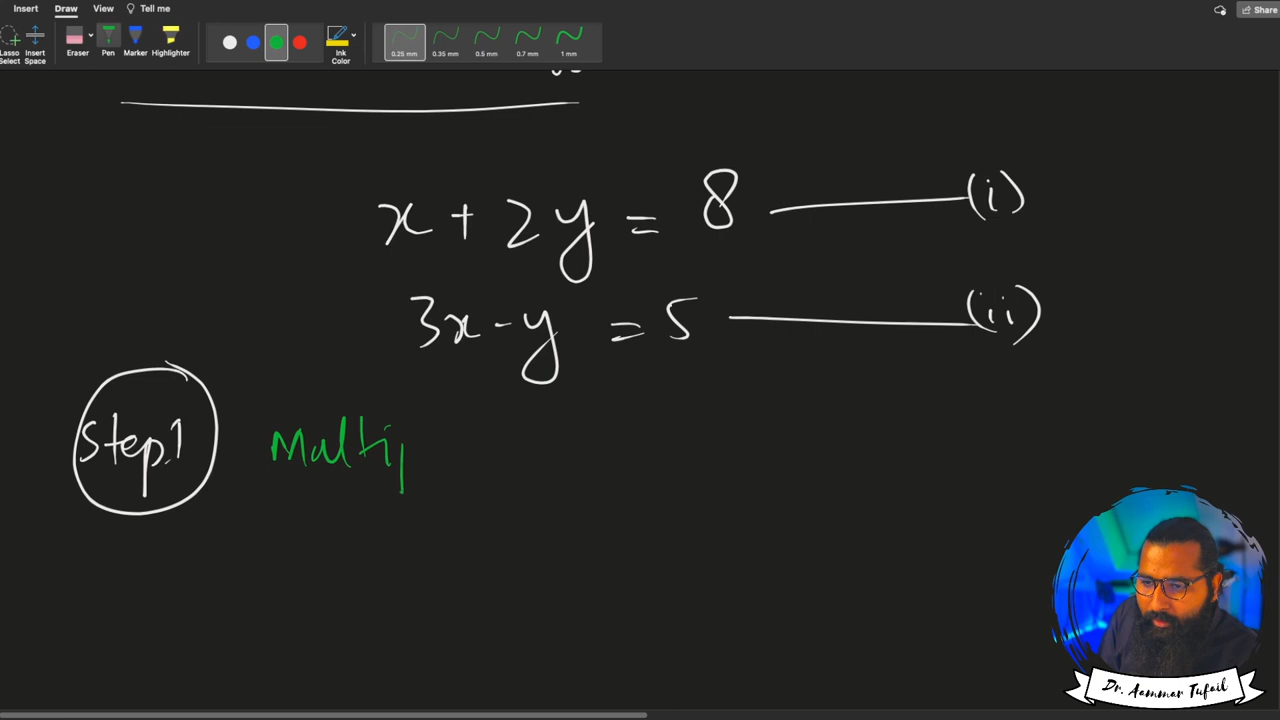 Insert Draw View Tell me Share
Lasso Select Insert Space Eraser Pen Marker Highlighter Ink Color 0.25 mm 0.35 mm 0.5 mm 0.7 mm 1 mm
x + 2y = 8 (i)
3x - y = 5 (ii)
Step.1 Multip
Dr. Aammar Tufail